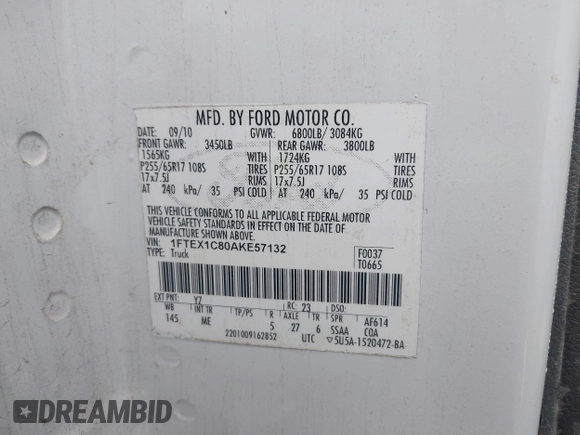 MFD. BY FORD MOTOR CO.
DATE: 09/10 GVWR: 6800LB/ 3084KG
FRONT GAWR: 3450LB REAR GAWR: 3800LB
1565KG WITH 1724KG WITH
P255/65R17 108S TIRES P255/65R17 108S TIRES
17x7.5J RIMS 17x7.5J RIMS
AT 240 kPa/ 35 PSI COLD AT 240 kPa/ 35 PSI COLD
THIS VEHICLE CONFORMS TO ALL APPLICABLE FEDERAL MOTOR
VEHICLE SAFETY STANDARDS IN EFFECT ON THE DATE OF
MANUFACTURE SHOWN ABOVE.
VIN: 1FTEX1C80AKE57132 F0037
TYPE: Truck T0665
EXT PNT: YZ RC: 23 DSO:
WB INT TR TP/PS R AXLE TR SPR AF614
145 ME 5 27 6 SSAA COA
2201009162852 UTC ▽5U5A-1520472-BA
DREAMBID